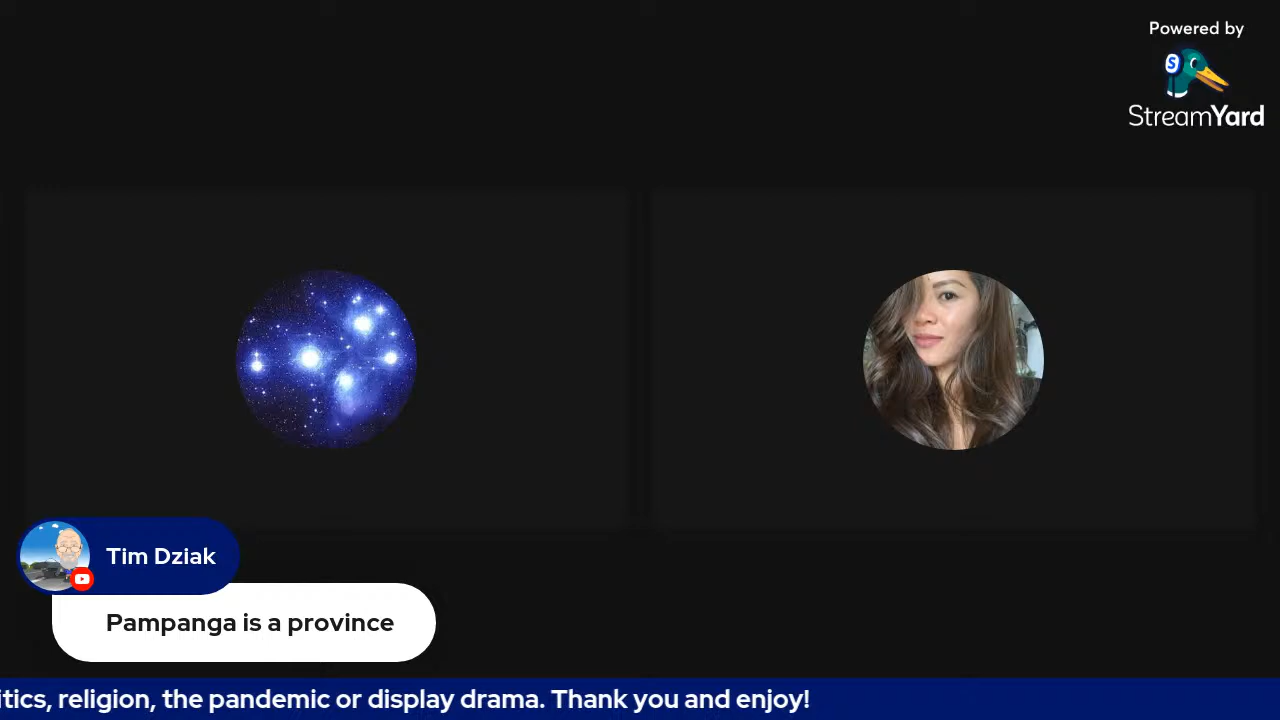 Powered by
S
StreamYard
Tim Dziak
Pampanga is a province
itics, religion, the pandemic or display drama. Thank you and enjoy!